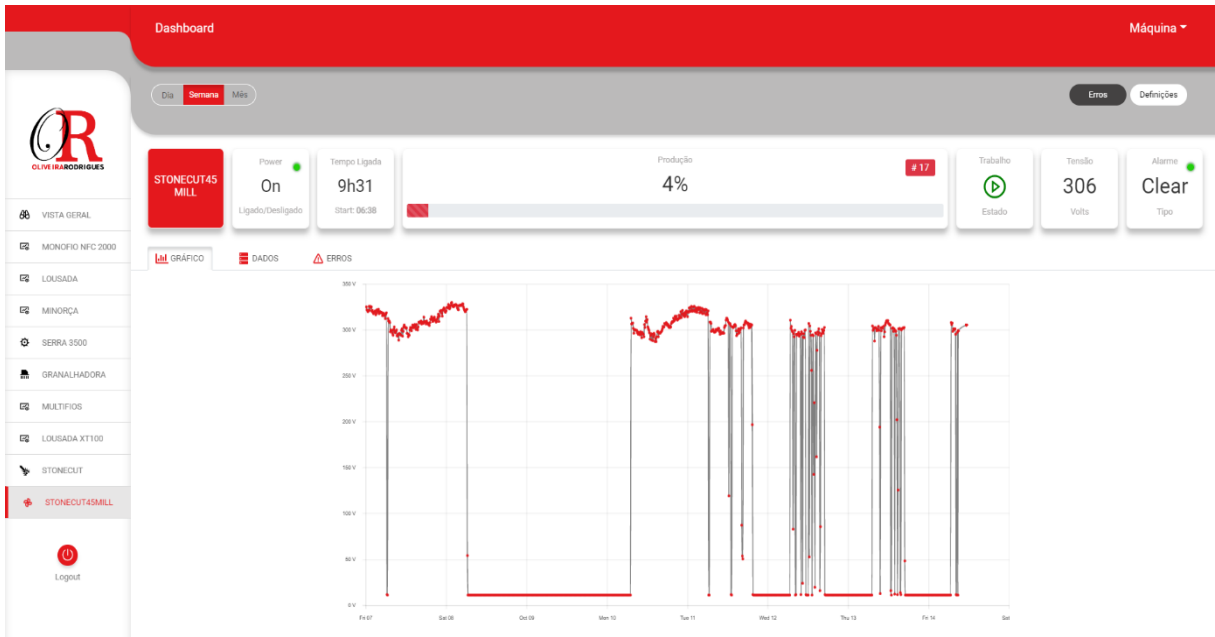 Dashboard
Máquina
Dia Semana Mês
Erros Definições
OLIVEIRARODRIGUES
VISTA GERAL
MONOFIO NFC 2000
LOUSADA
MINORÇA
SERRA 3500
GRANALHADORA
MULTIFIOS
LOUSADA XT100
STONECUT
STONECUT45MILL
Logout
STONECUT45
MILL
Power
On
Ligado/Desligado
Tempo Ligada
9h31
Start: 06:38
Produção
# 17
4%
Trabalho
Estado
Tensão
306
Volts
Alarme
Clear
Tipo
GRÁFICO DADOS ERROS
350 V
300 V
250 V
200 V
150 V
100 V
50 V
0 V
Fri 07 Sat 08 Oct 09 Mon 10 Tue 11 Wed 12 Thu 13 Fri 14 Sat